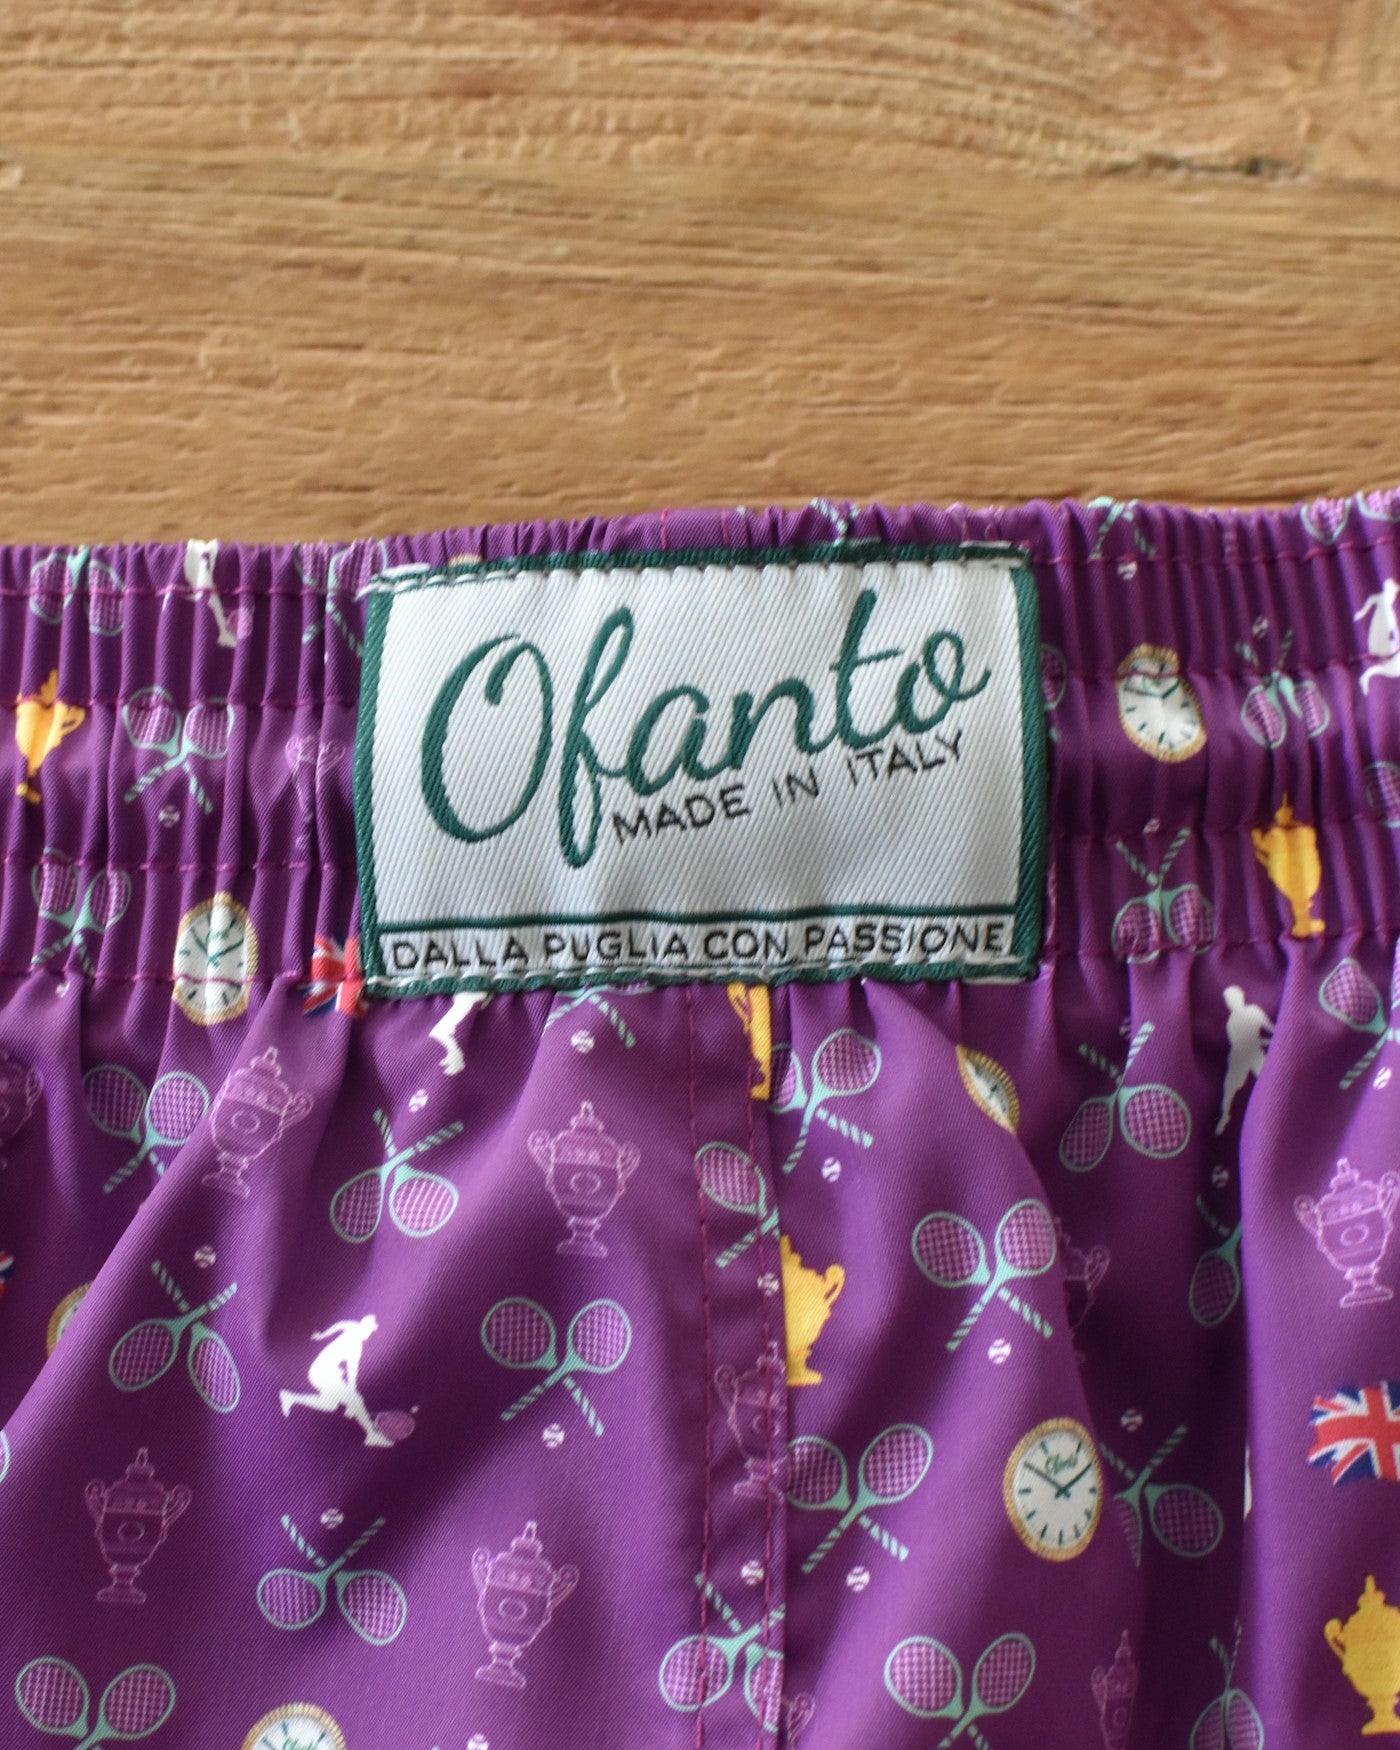 Ofanto
MADE IN ITALY
DALLA PUGLIA CON PASSIONE